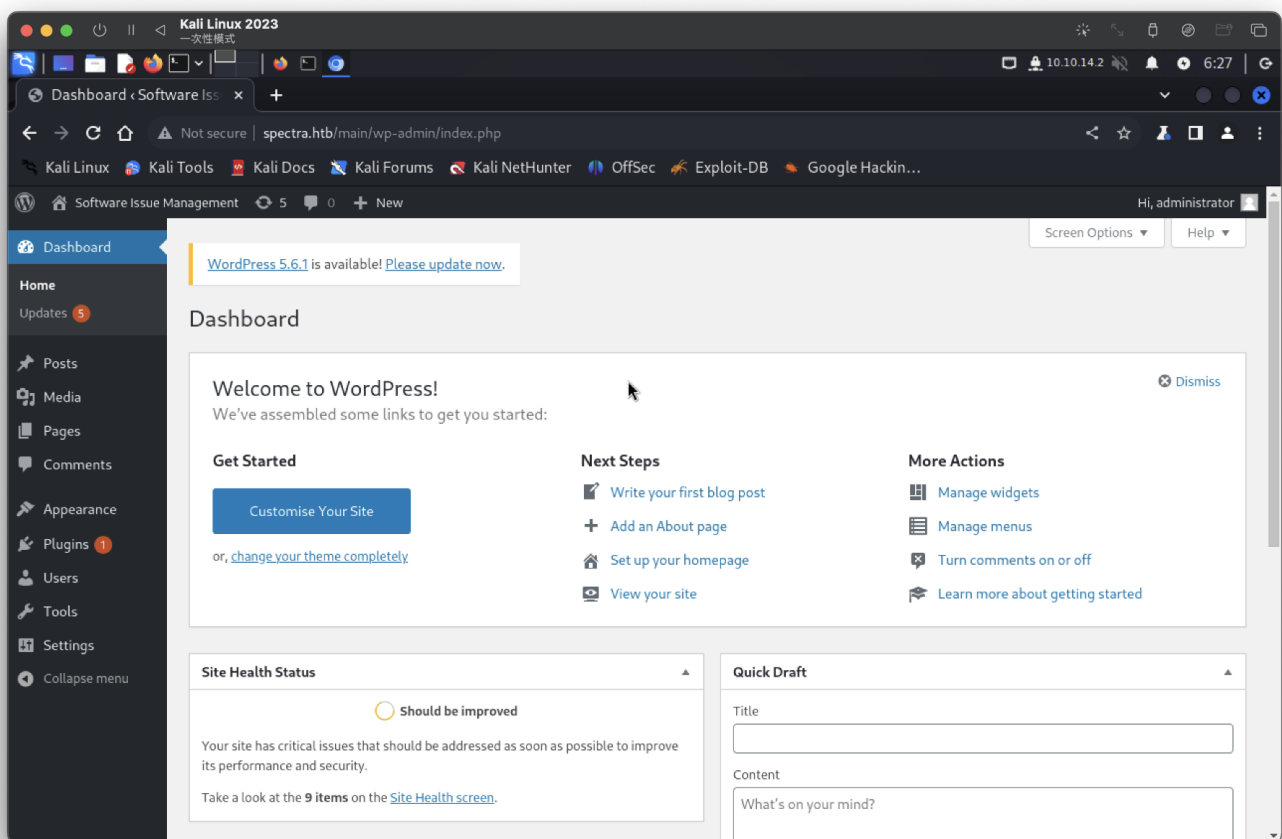 Kali Linux 2023
一次性模式
10.10.14.2
6:27
Dashboard ‹ Software Iss
Not secure | spectra.htb/main/wp-admin/index.php
Kali Linux Kali Tools Kali Docs Kali Forums Kali NetHunter OffSec Exploit-DB Google Hackin…
Software Issue Management 5 0 New
Hi, administrator
Dashboard
Home
Updates 5
Posts
Media
Pages
Comments
Appearance
Plugins 1
Users
Tools
Settings
Collapse menu
Screen Options ▼ Help ▼
WordPress 5.6.1 is available! Please update now.
Dashboard
Welcome to WordPress!
Dismiss
We've assembled some links to get you started:
Get Started
Customise Your Site
or, change your theme completely
Next Steps
Write your first blog post
Add an About page
Set up your homepage
View your site
More Actions
Manage widgets
Manage menus
Turn comments on or off
Learn more about getting started
Site Health Status
Should be improved
Your site has critical issues that should be addressed as soon as possible to improve
its performance and security.
Take a look at the 9 items on the Site Health screen.
Quick Draft
Title
Content
What's on your mind?